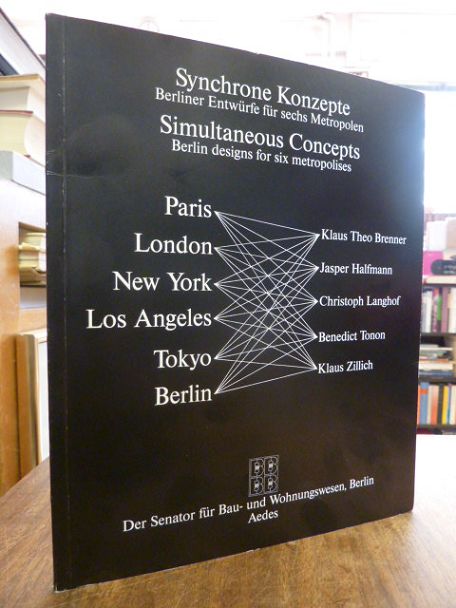 Synchrone Konzepte
Berliner Entwürfe für sechs Metropolen
Simultaneous Concepts
Berlin designs for six metropolises
Paris
London
New York
Los Angeles
Tokyo
Berlin
Klaus Theo Brenner
Jasper Halfmann
Christoph Langhof
Benedict Tonon
Klaus Zillich
Der Senator für Bau- und Wohnungswesen, Berlin
Aedes